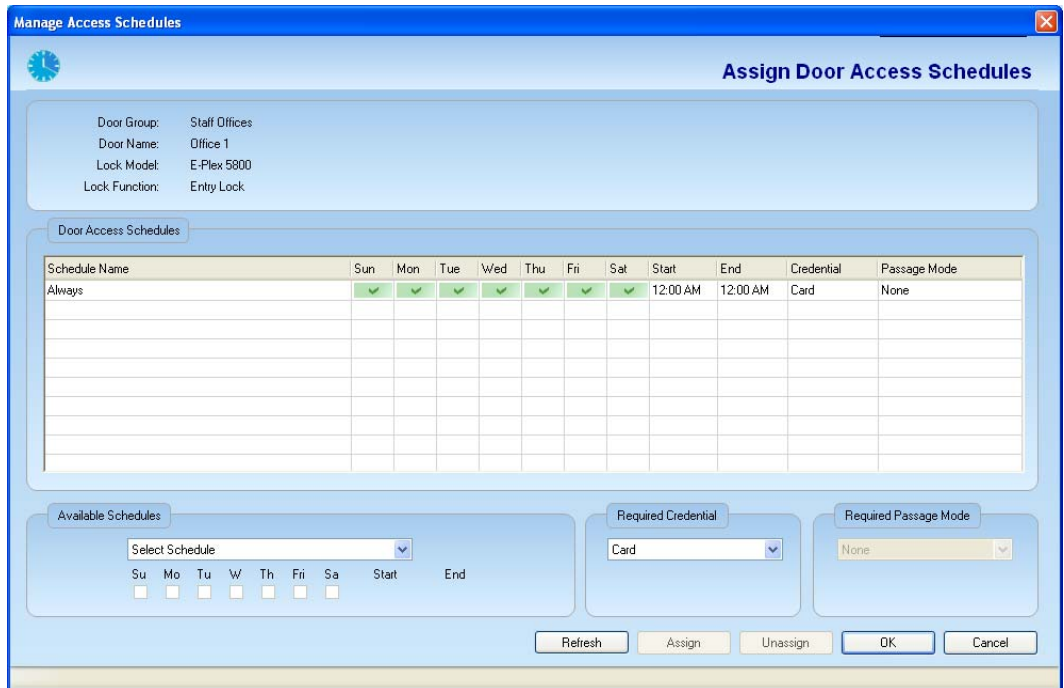 Manage Access Schedules
Assign Door Access Schedules
Door Group: Staff Offices
Door Name: Office 1
Lock Model: E-Plex 5800
Lock Function: Entry Lock
Door Access Schedules
Schedule Name Sun Mon Tue Wed Thu Fri Sat Start End Credential Passage Mode
Always 12:00 AM 12:00 AM Card None
Available Schedules Required Credential Required Passage Mode
Select Schedule Card None
Su Mo Tu W Th Fri Sa Start End
Refresh Assign Unassign OK Cancel